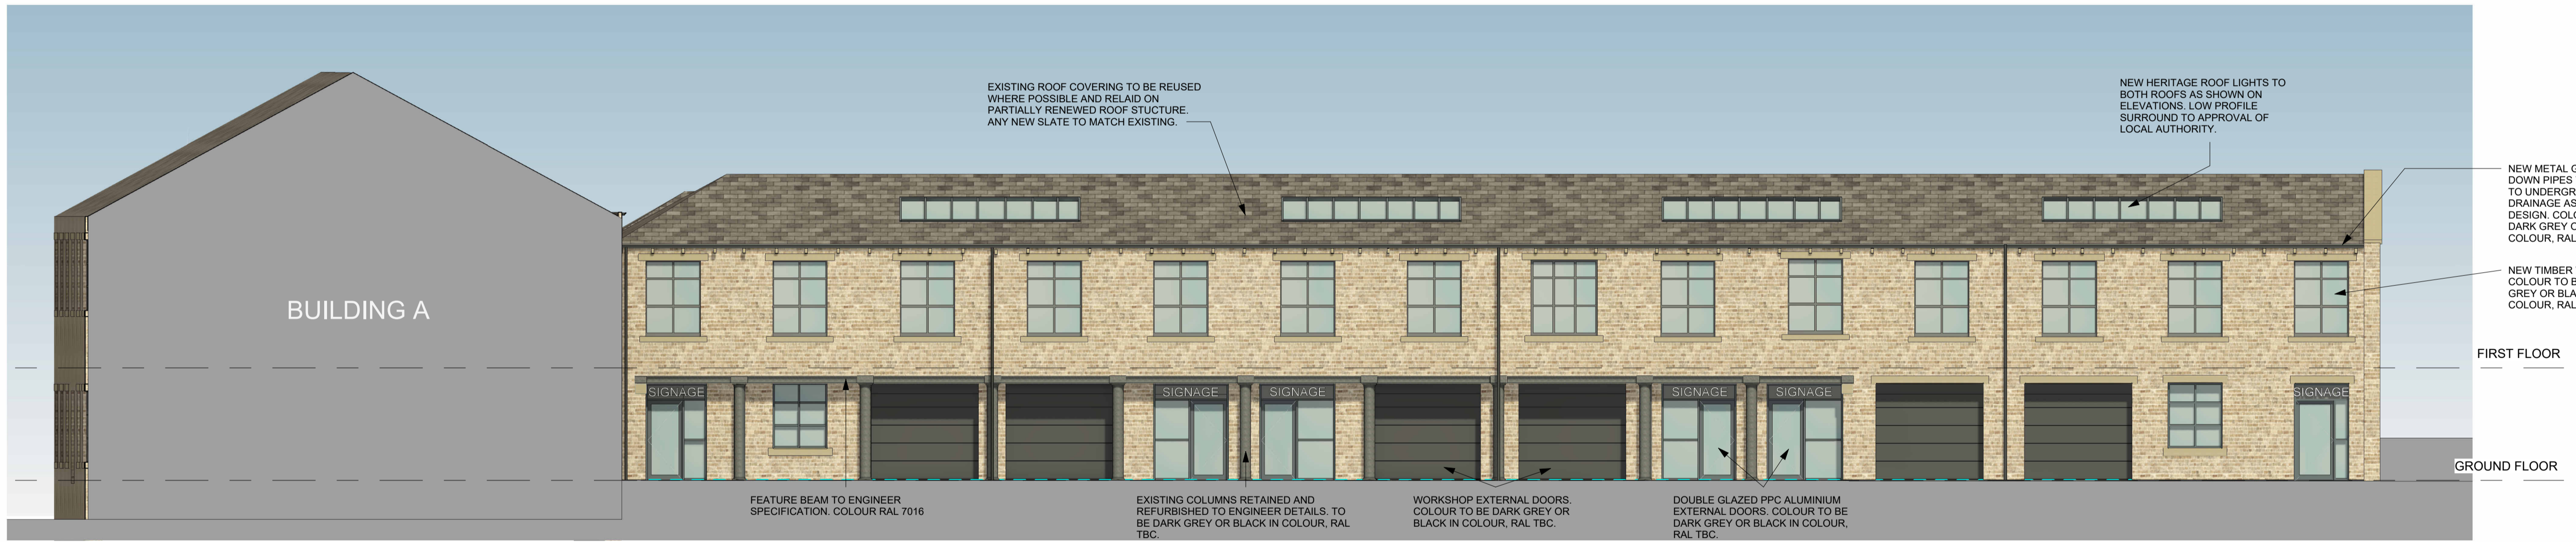 EXISTING ROOF COVERING TO BE REUSED
WHERE POSSIBLE AND RELAID ON
PARTIALLY RENEWED ROOF STUCTURE.
ANY NEW SLATE TO MATCH EXISTING.
NEW HERITAGE ROOF LIGHTS TO
BOTH ROOFS AS SHOWN ON
ELEVATIONS. LOW PROFILE
SURROUND TO APPROVAL OF
LOCAL AUTHORITY.
NEW METAL G
DOWN PIPES
TO UNDERGR
DRAINAGE AS
DESIGN. COLO
DARK GREY O
COLOUR, RAL
NEW TIMBER
COLOUR TO B
GREY OR BLA
COLOUR, RAL
BUILDING A
FIRST FLOOR
SIGNAGE
SIGNAGE
SIGNAGE
SIGNAGE
SIGNAGE
SIGNAGE
GROUND FLOOR
FEATURE BEAM TO ENGINEER
SPECIFICATION. COLOUR RAL 7016
EXISTING COLUMNS RETAINED AND
REFURBISHED TO ENGINEER DETAILS. TO
BE DARK GREY OR BLACK IN COLOUR, RAL
TBC.
WORKSHOP EXTERNAL DOORS.
COLOUR TO BE DARK GREY OR
BLACK IN COLOUR, RAL TBC.
DOUBLE GLAZED PPC ALUMINIUM
EXTERNAL DOORS. COLOUR TO BE
DARK GREY OR BLACK IN COLOUR,
RAL TBC.